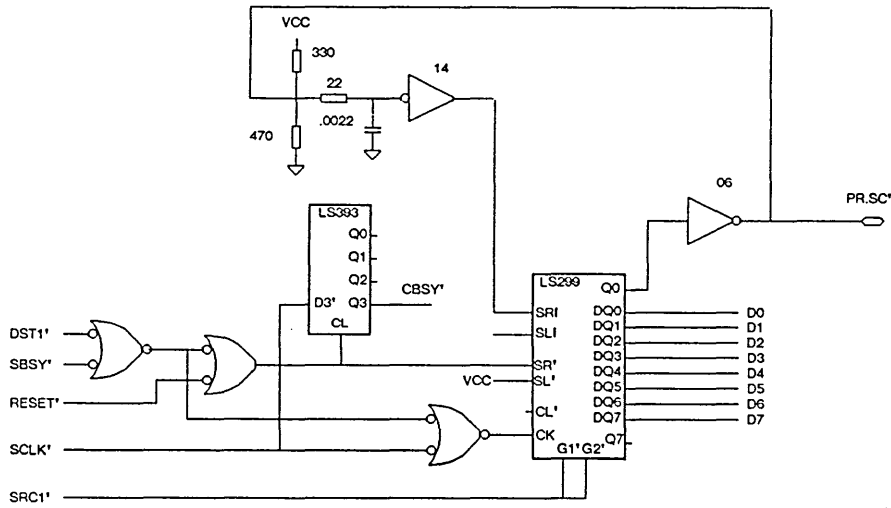 VCC
330
22
14
470
.0022
06
PR.SC'
LS393
Q0
Q1
Q2
D3' Q3
CL
CBSY'
LS299
Q0
SRI DQ0 D0
DQ1 D1
SLI DQ2 D2
DQ3 D3
SR' DQ4 D4
VCC SL' DQ5 D5
DQ6 D6
CL' DQ7 D7
CK Q7
G1' G2'
DST1'
SBSY'
RESET'
SCLK'
SRC1'